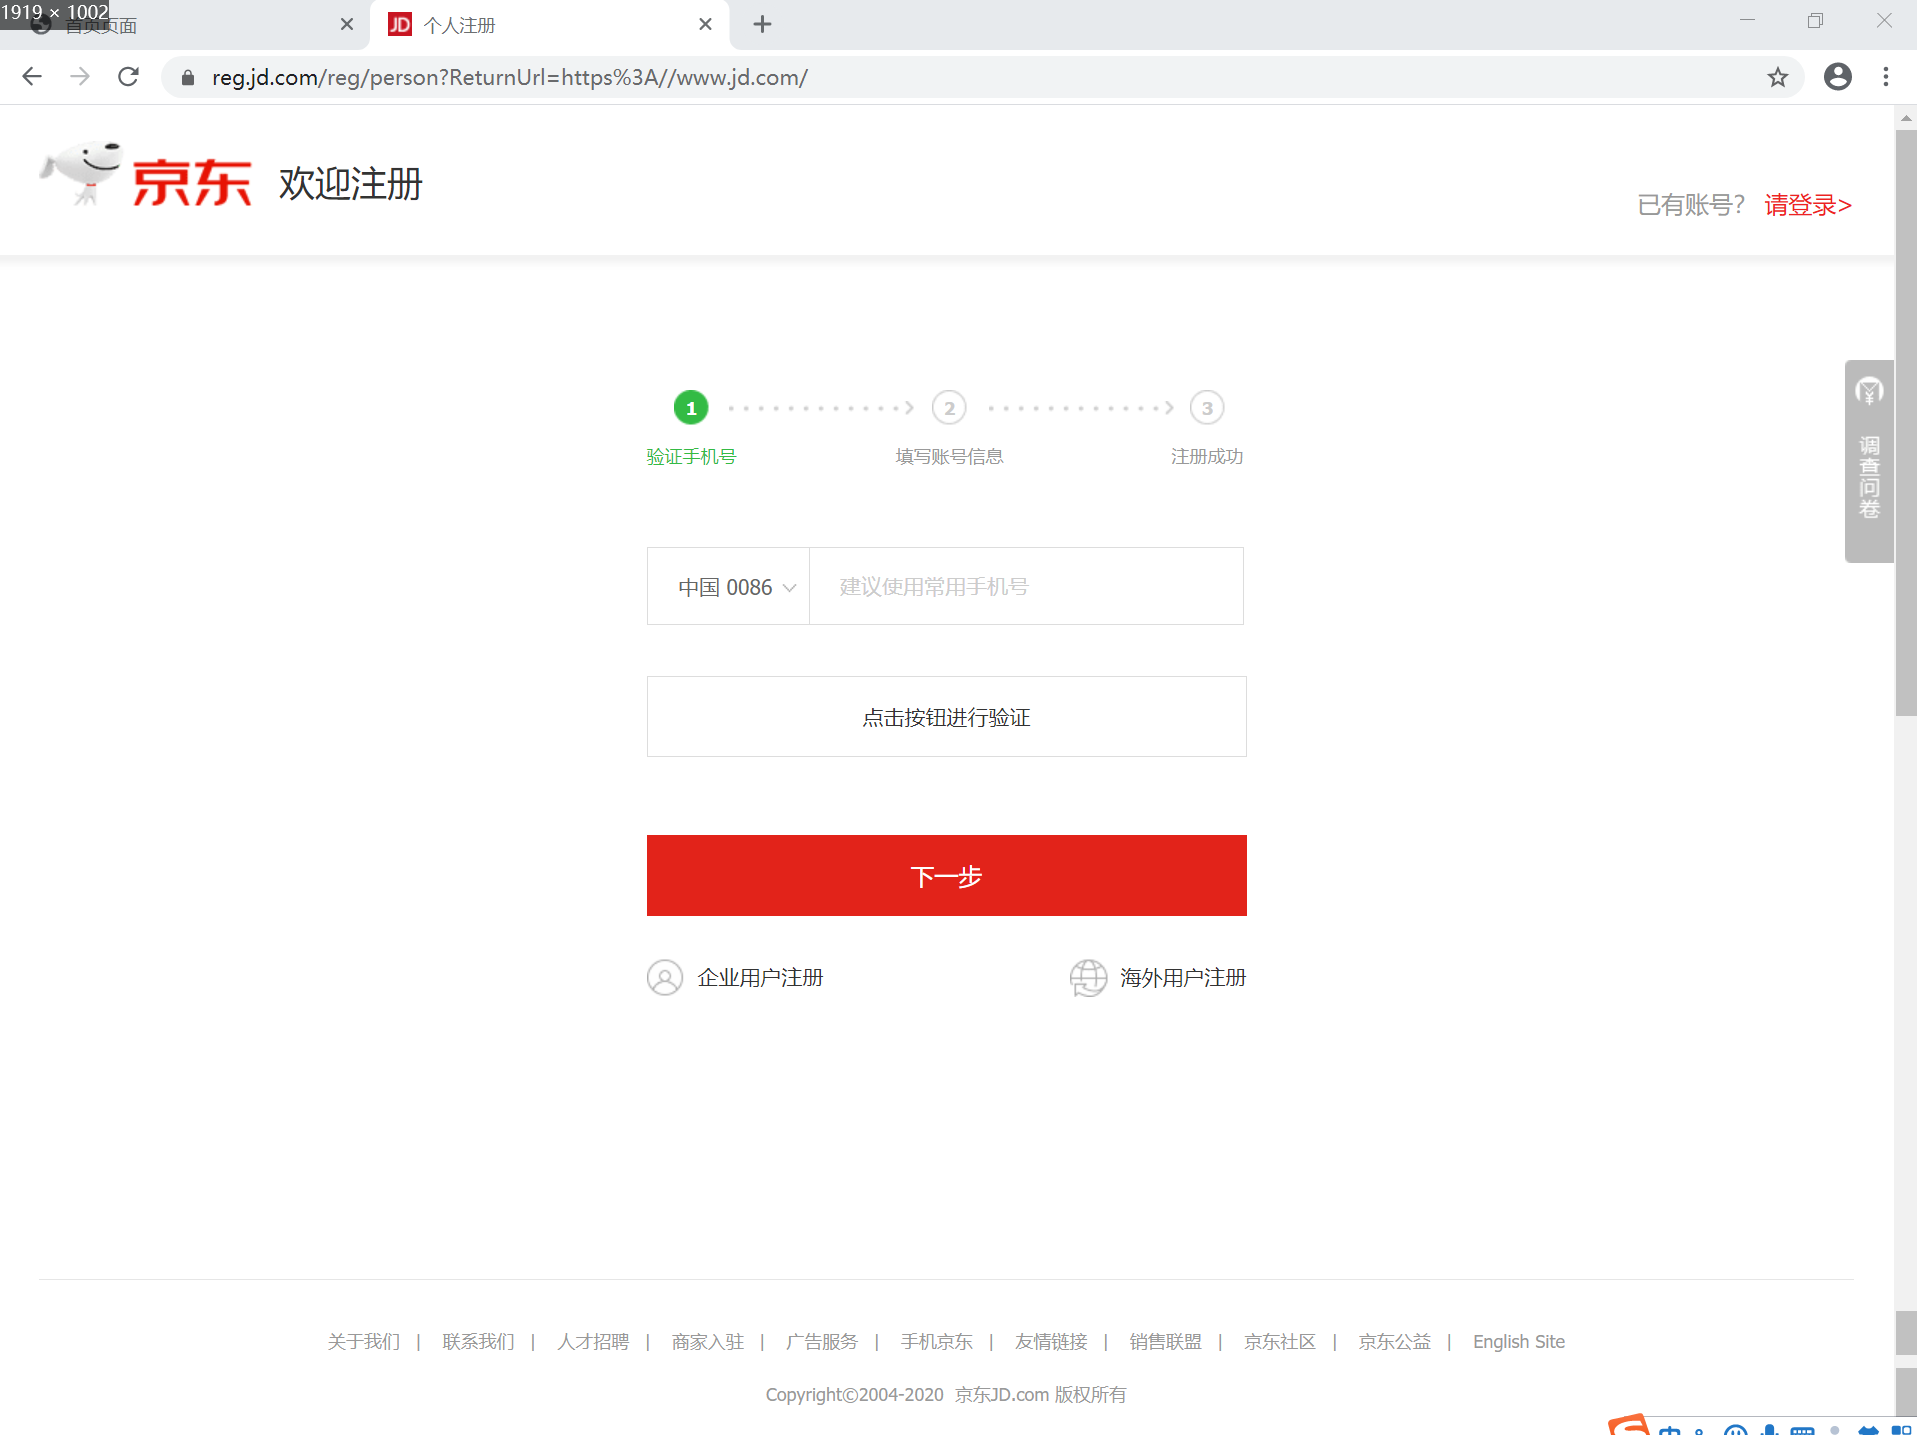 1919 × 1002
首页页面
JD 个人注册
reg.jd.com/reg/person?ReturnUrl=https%3A//www.jd.com/
京东 欢迎注册
已有账号? 请登录>
1 2 3
验证手机号 填写账号信息 注册成功
调查问卷
中国 0086 建议使用常用手机号
点击按钮进行验证
下一步
企业用户注册 海外用户注册
关于我们 | 联系我们 | 人才招聘 | 商家入驻 | 广告服务 | 手机京东 | 友情链接 | 销售联盟 | 京东社区 | 京东公益 | English Site
Copyright©2004-2020 京东JD.com 版权所有